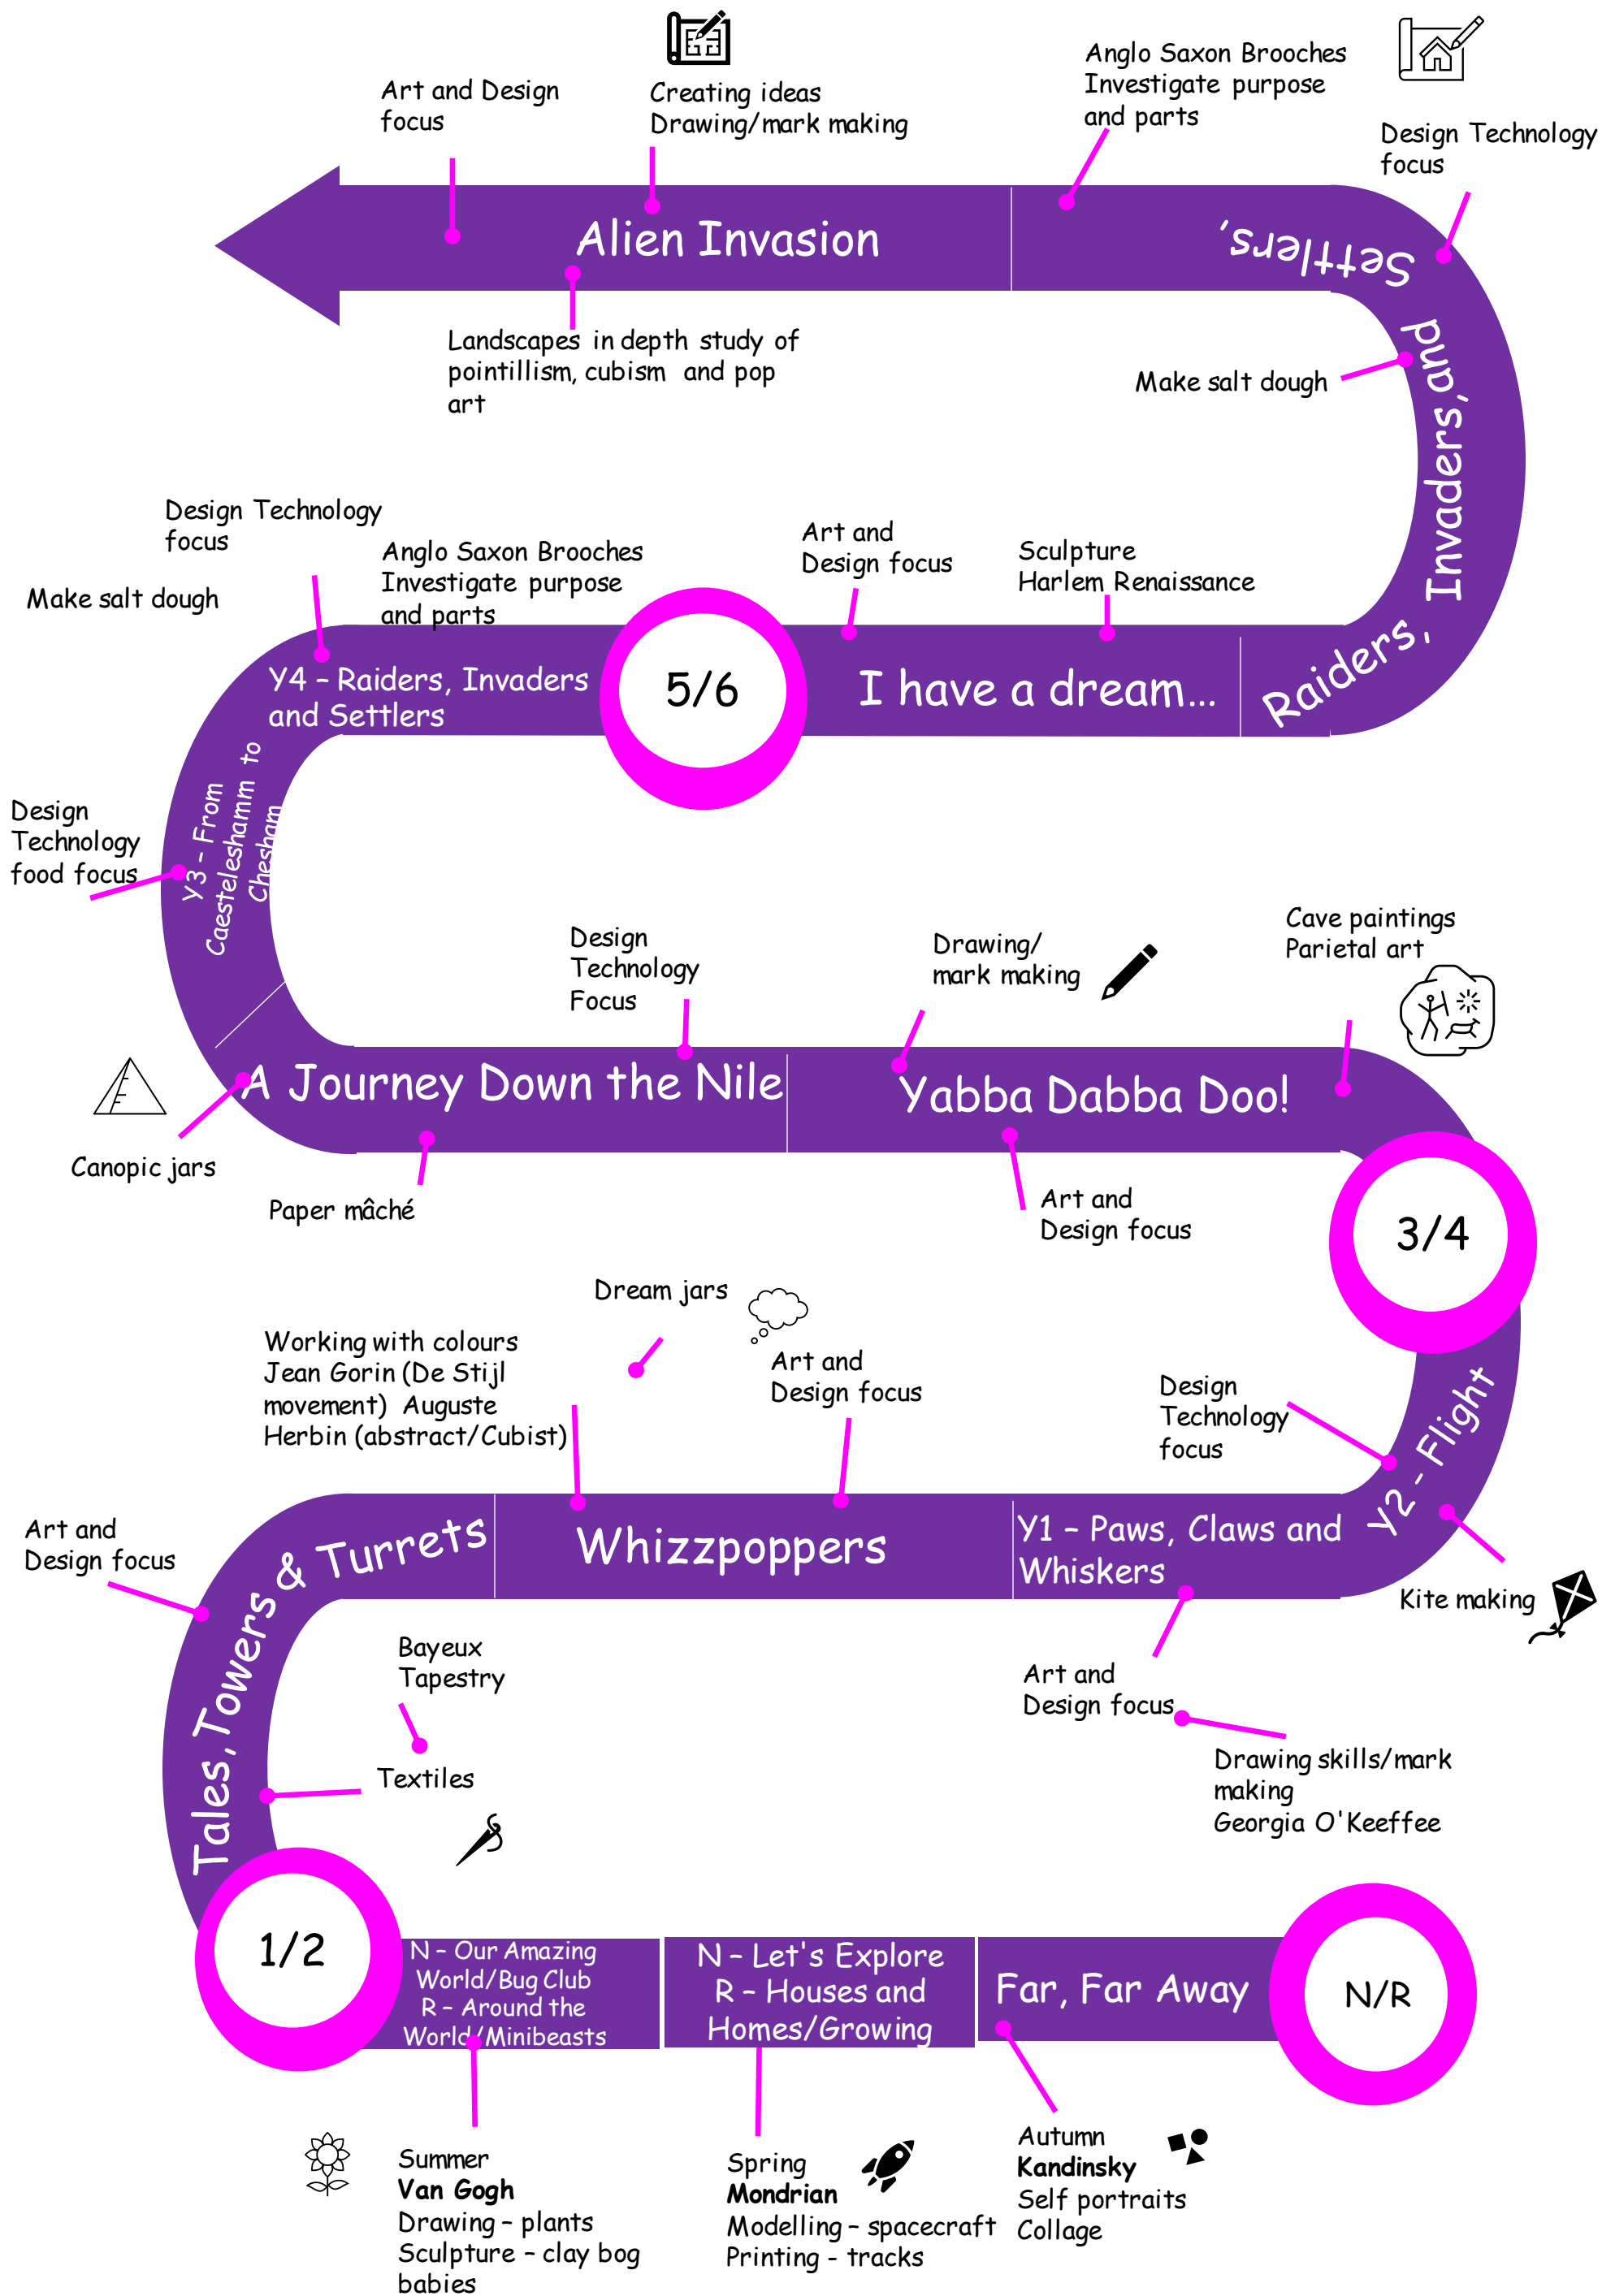 Art and Design
focus
Creating ideas
Drawing/mark making
Anglo Saxon Brooches
Investigate purpose
and parts
Design Technology
focus
Alien Invasion
Raiders, Invaders, and Settlers,
Landscapes in depth study of
pointillism, cubism and pop
art
Make salt dough
Design Technology
focus
Make salt dough
Anglo Saxon Brooches
Investigate purpose
and parts
Art and
Design focus
Sculpture
Harlem Renaissance
Y4 – Raiders, Invaders
and Settlers
5/6
I have a dream...
Y3 – From
Caesteleshamm to
Chesham
Design
Technology
food focus
Design
Technology
Focus
Drawing/
mark making
Cave paintings
Parietal art
A Journey Down the Nile
Yabba Dabba Doo!
Canopic jars
Paper mâché
Art and
Design focus
3/4
Dream jars
Working with colours
Jean Gorin (De Stijl
movement) Auguste
Herbin (abstract/Cubist)
Art and
Design focus
Design
Technology
focus
Y2 - Flight
Art and
Design focus
Tales, Towers & Turrets
Whizzpoppers
Y1 – Paws, Claws and
Whiskers
Kite making
Bayeux
Tapestry
Textiles
Art and
Design focus
Drawing skills/mark
making
Georgia O'Keeffee
1/2
N – Our Amazing
World/Bug Club
R – Around the
World/Minibeasts
N – Let's Explore
R – Houses and
Homes/Growing
Far, Far Away
N/R
Summer
Van Gogh
Drawing – plants
Sculpture – clay bog
babies
Spring
Mondrian
Modelling – spacecraft
Printing - tracks
Autumn
Kandinsky
Self portraits
Collage